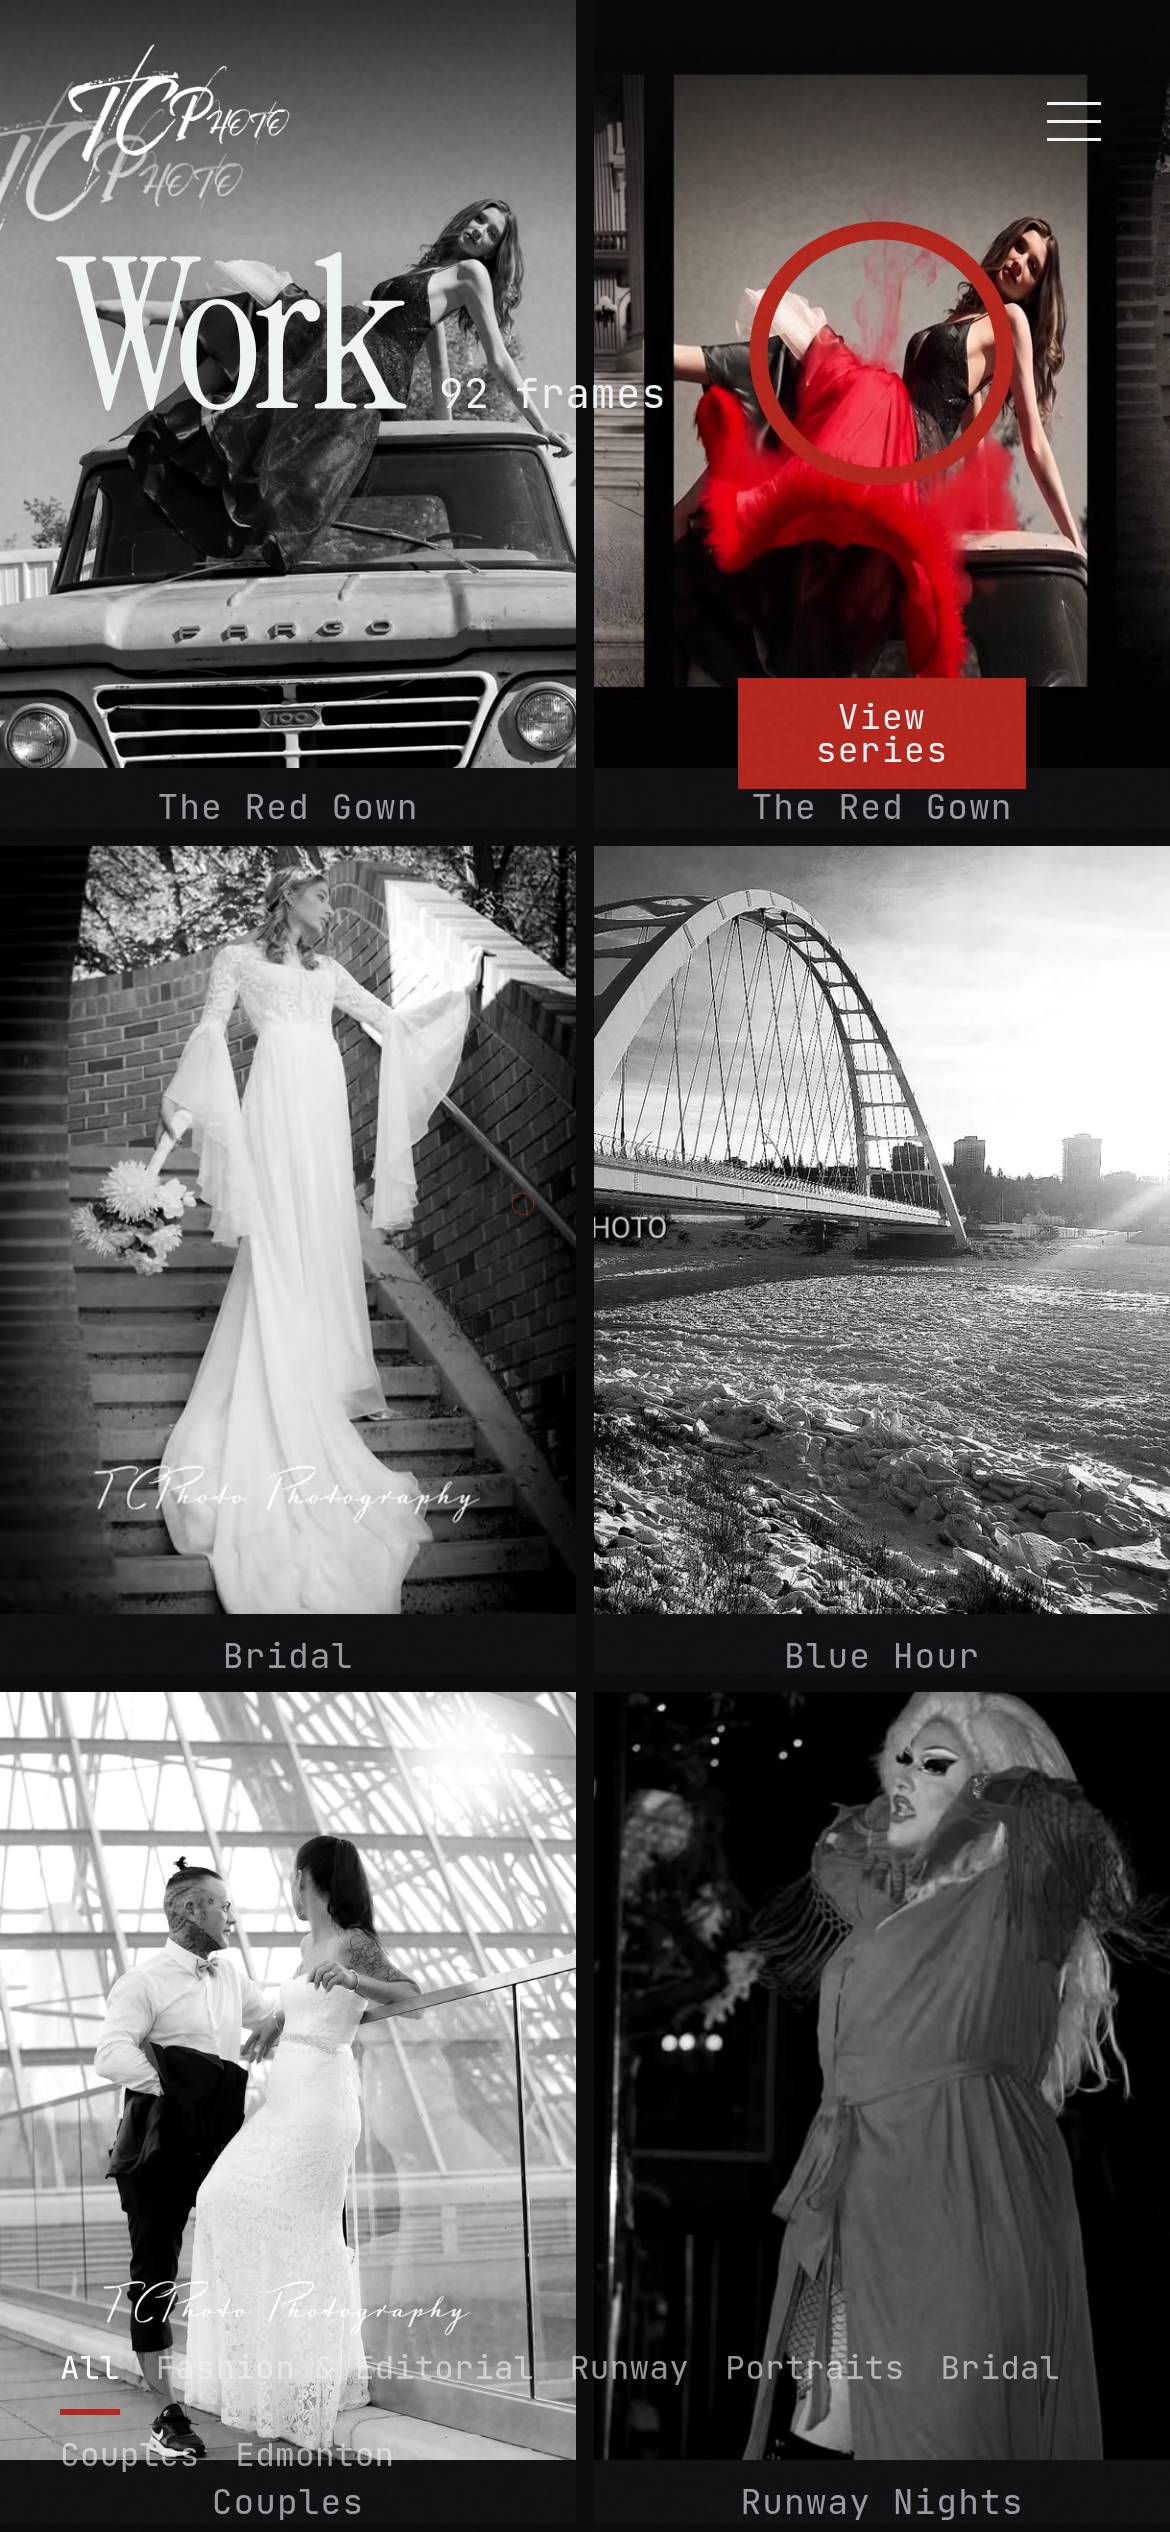 TCPHOTO
TCPHOTO
Work
92 frames
FARGO
100
View
series
The Red Gown
The Red Gown
HOTO
TCPhoto Photography
Bridal
Blue Hour
TCPhoto Photography
All Fashion & Editorial Runway Portraits Bridal
Couples Edmonton
Couples
Runway Nights